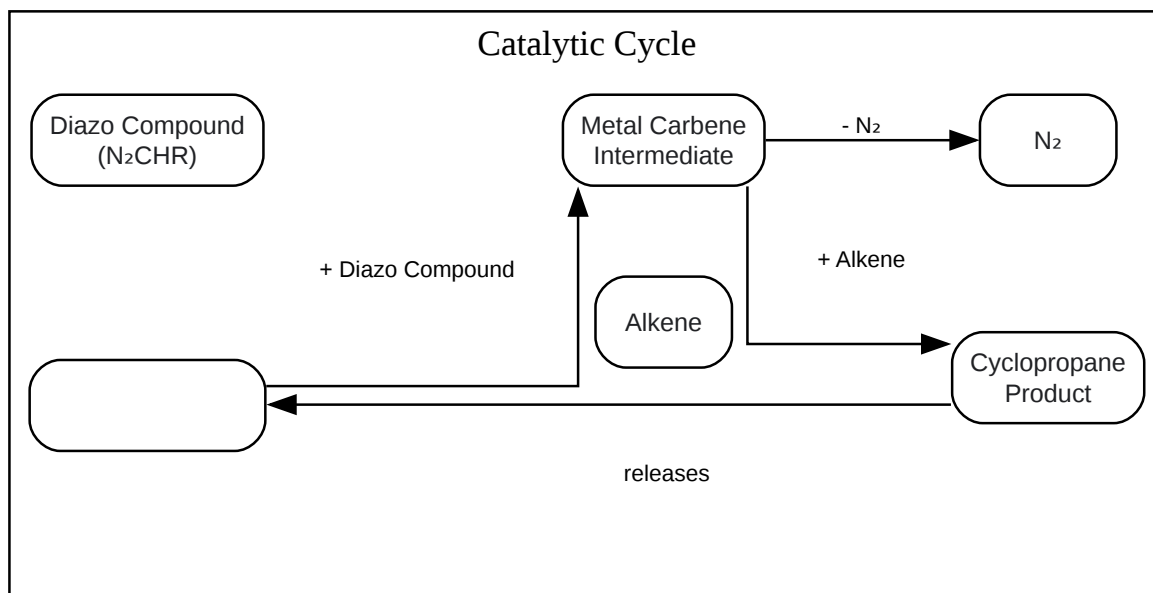 Catalytic Cycle
Diazo Compound
(N₂CHR)
Metal Carbene
Intermediate
- N₂
N₂
+ Diazo Compound
+ Alkene
Alkene
Cyclopropane
Product
releases